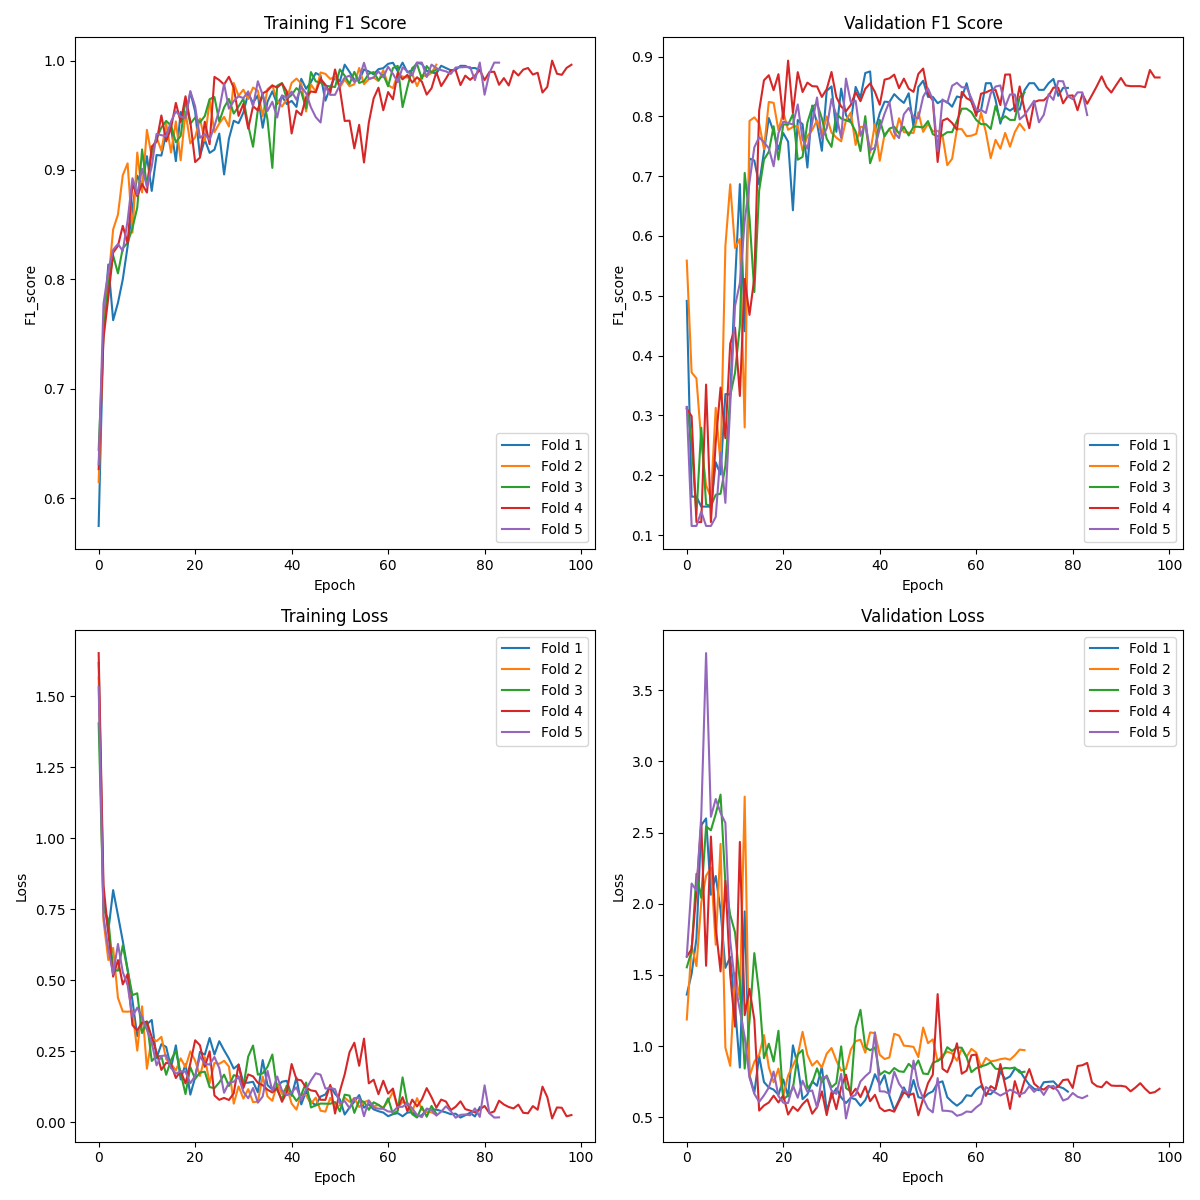 Training F1 Score
F1_score
1.0
0.9
0.8
0.7
0.6
0 20 40 60 80 100
Epoch
Fold 1
Fold 2
Fold 3
Fold 4
Fold 5
Validation F1 Score
F1_score
0.9
0.8
0.7
0.6
0.5
0.4
0.3
0.2
0.1
0 20 40 60 80 100
Epoch
Fold 1
Fold 2
Fold 3
Fold 4
Fold 5
Training Loss
Loss
1.50
1.25
1.00
0.75
0.50
0.25
0.00
0 20 40 60 80 100
Epoch
Fold 1
Fold 2
Fold 3
Fold 4
Fold 5
Validation Loss
Loss
3.5
3.0
2.5
2.0
1.5
1.0
0.5
0 20 40 60 80 100
Epoch
Fold 1
Fold 2
Fold 3
Fold 4
Fold 5